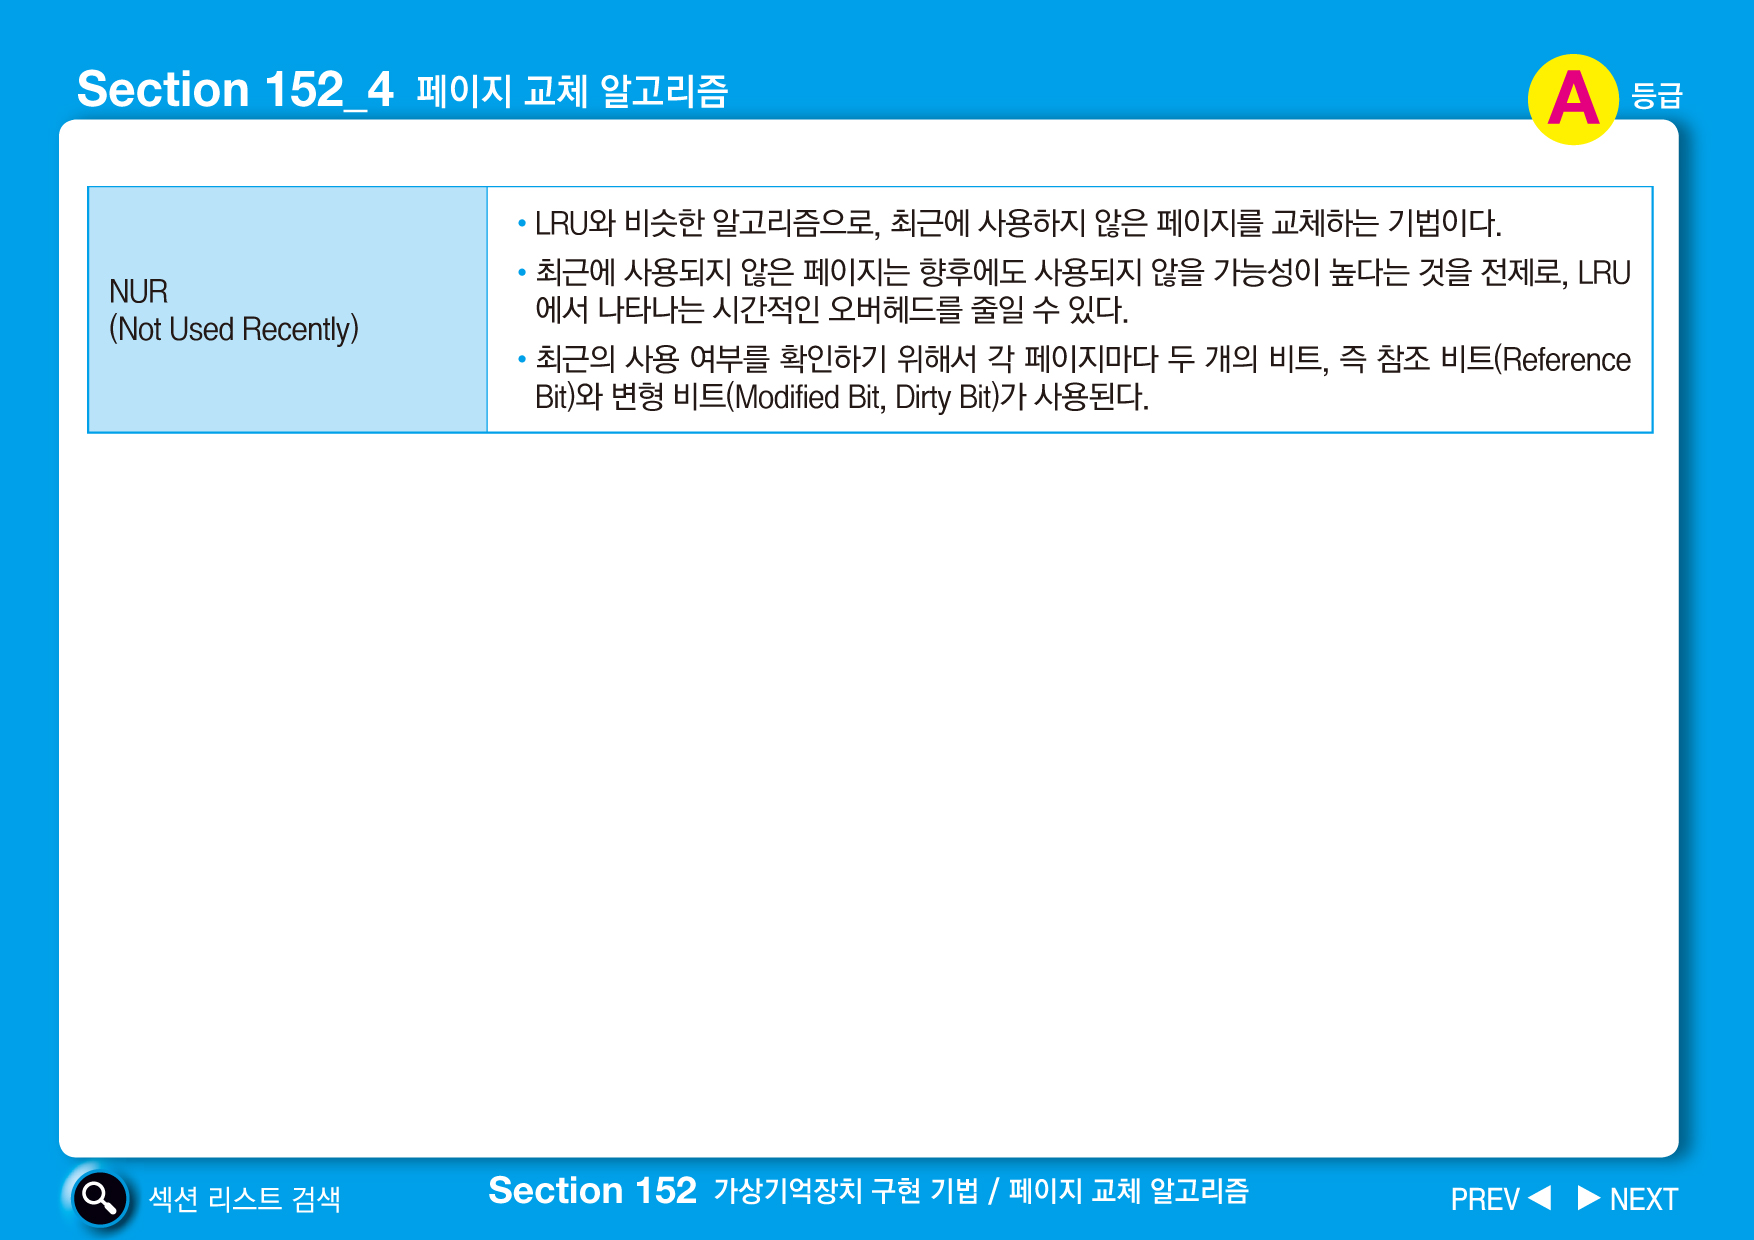 Section 152_4 페이지 교체 알고리즘
A 등급
NUR
(Not Used Recently)
• LRU와 비슷한 알고리즘으로, 최근에 사용하지 않은 페이지를 교체하는 기법이다.
• 최근에 사용되지 않은 페이지는 향후에도 사용되지 않을 가능성이 높다는 것을 전제로, LRU
에서 나타나는 시간적인 오버헤드를 줄일 수 있다.
• 최근의 사용 여부를 확인하기 위해서 각 페이지마다 두 개의 비트, 즉 참조 비트(Reference
Bit)와 변형 비트(Modified Bit, Dirty Bit)가 사용된다.
섹션 리스트 검색
Section 152 가상기억장치 구현 기법 / 페이지 교체 알고리즘
PREV ◀ ▶ NEXT